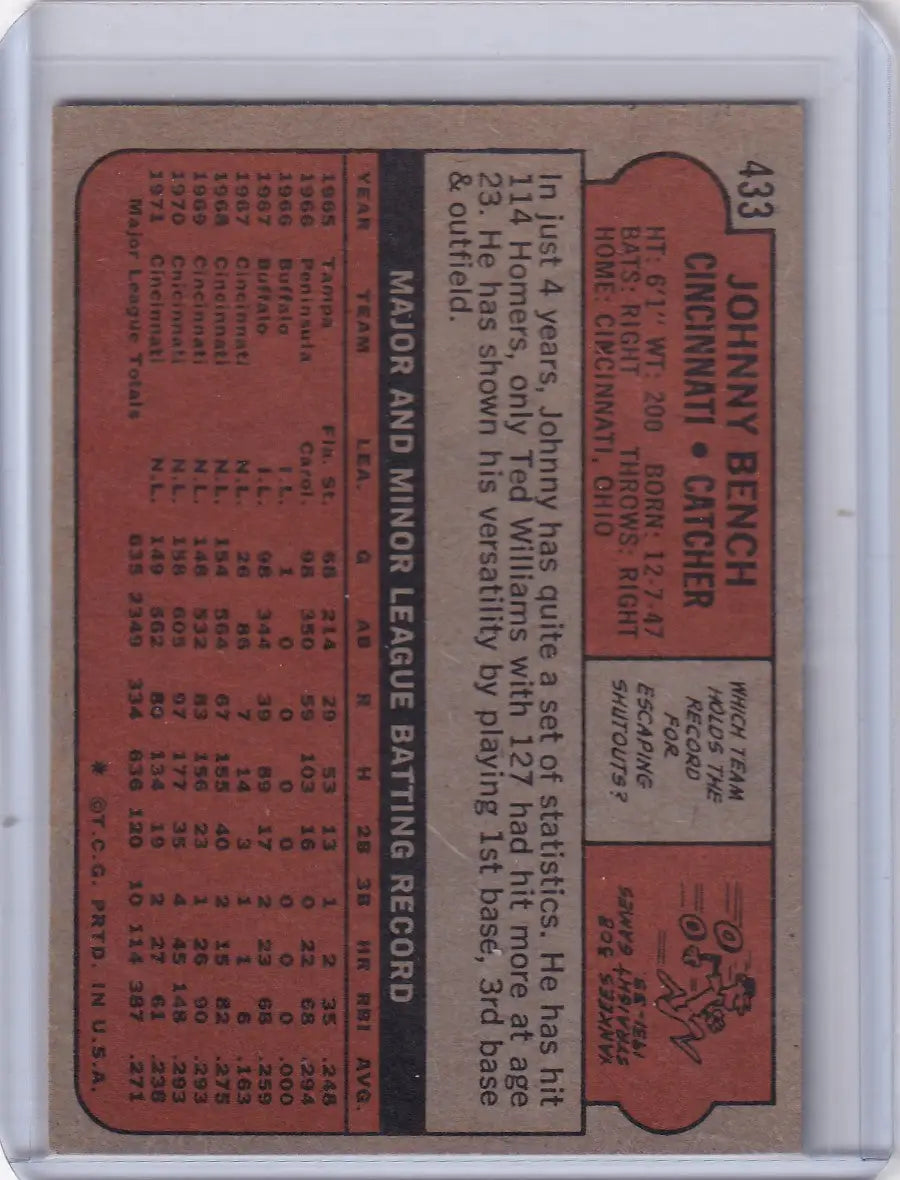 433
JOHNNY BENCH
CINCINNATI • CATCHER
HT: 6'1" WT: 200 BORN: 12-7-47
BATS: RIGHT THROWS: RIGHT
HOME: CINCINNATI, OHIO
WHICH TEAM
HOLDS THE
RECORD
FOR
ESCAPING
SHUTOUTS?
YANKEES 308
STRAIGHT GAMES
1931-33
In just 4 years, Johnny has quite a set of statistics. He has hit
114 Homers, only Ted Williams with 127 had hit more at age
23. He has shown his versatility by playing 1st base, 3rd base
& outfield.
MAJOR AND MINOR LEAGUE BATTING RECORD
YEAR TEAM LEA. G AB R H 2B 3B HR RBI AVG.
1965 Tampa Fla. St. 68 214 29 53 13 1 2 35 .248
1966 Peninsula Carol. 98 350 59 103 16 0 22 68 .294
1966 Buffalo I.L. 1 0 0 0 0 0 0 0 .000
1967 Buffalo I.L. 98 344 39 89 17 2 23 68 .259
1967 Cincinnati N.L. 26 86 7 14 3 1 1 6 .163
1968 Cincinnati N.L. 154 564 67 155 40 2 15 82 .275
1969 Cincinnati N.L. 148 532 83 156 23 1 26 90 .293
1970 Cnicinnati N.L. 158 605 97 177 35 4 45 148 .293
1971 Cincinnati N.L. 149 562 80 134 19 2 27 61 .238
Major League Totals 635 2349 334 636 120 10 114 387 .271
* ©T.C.G. PRTD. IN U.S.A.